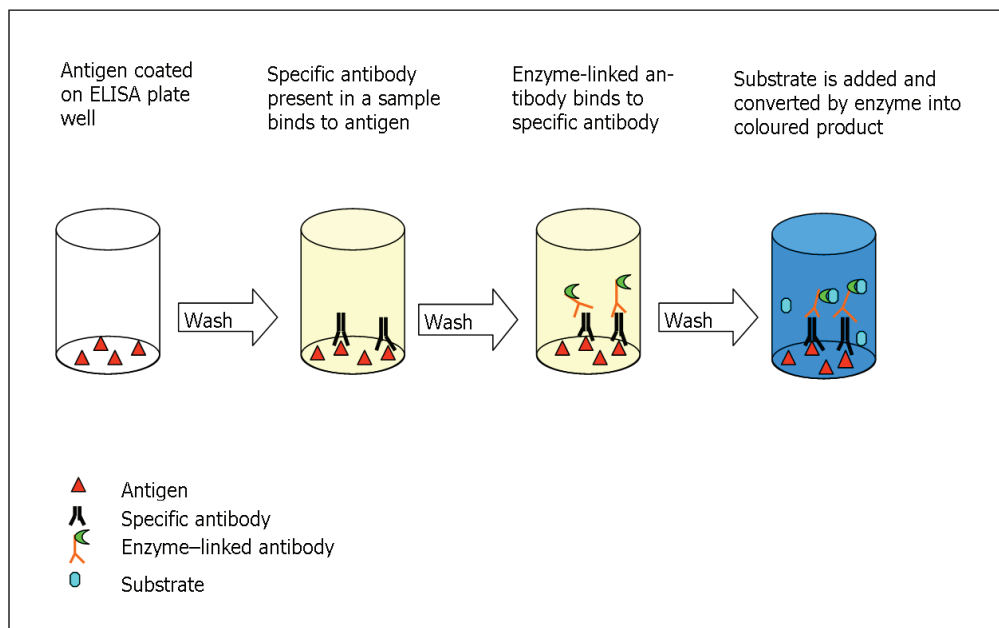 Antigen coated
on ELISA plate
well
Specific antibody
present in a sample
binds to antigen
Enzyme-linked an-
tibody binds to
specific antibody
Substrate is added and
converted by enzyme into
coloured product
Wash
Wash
Wash
Antigen
Specific antibody
Enzyme–linked antibody
Substrate